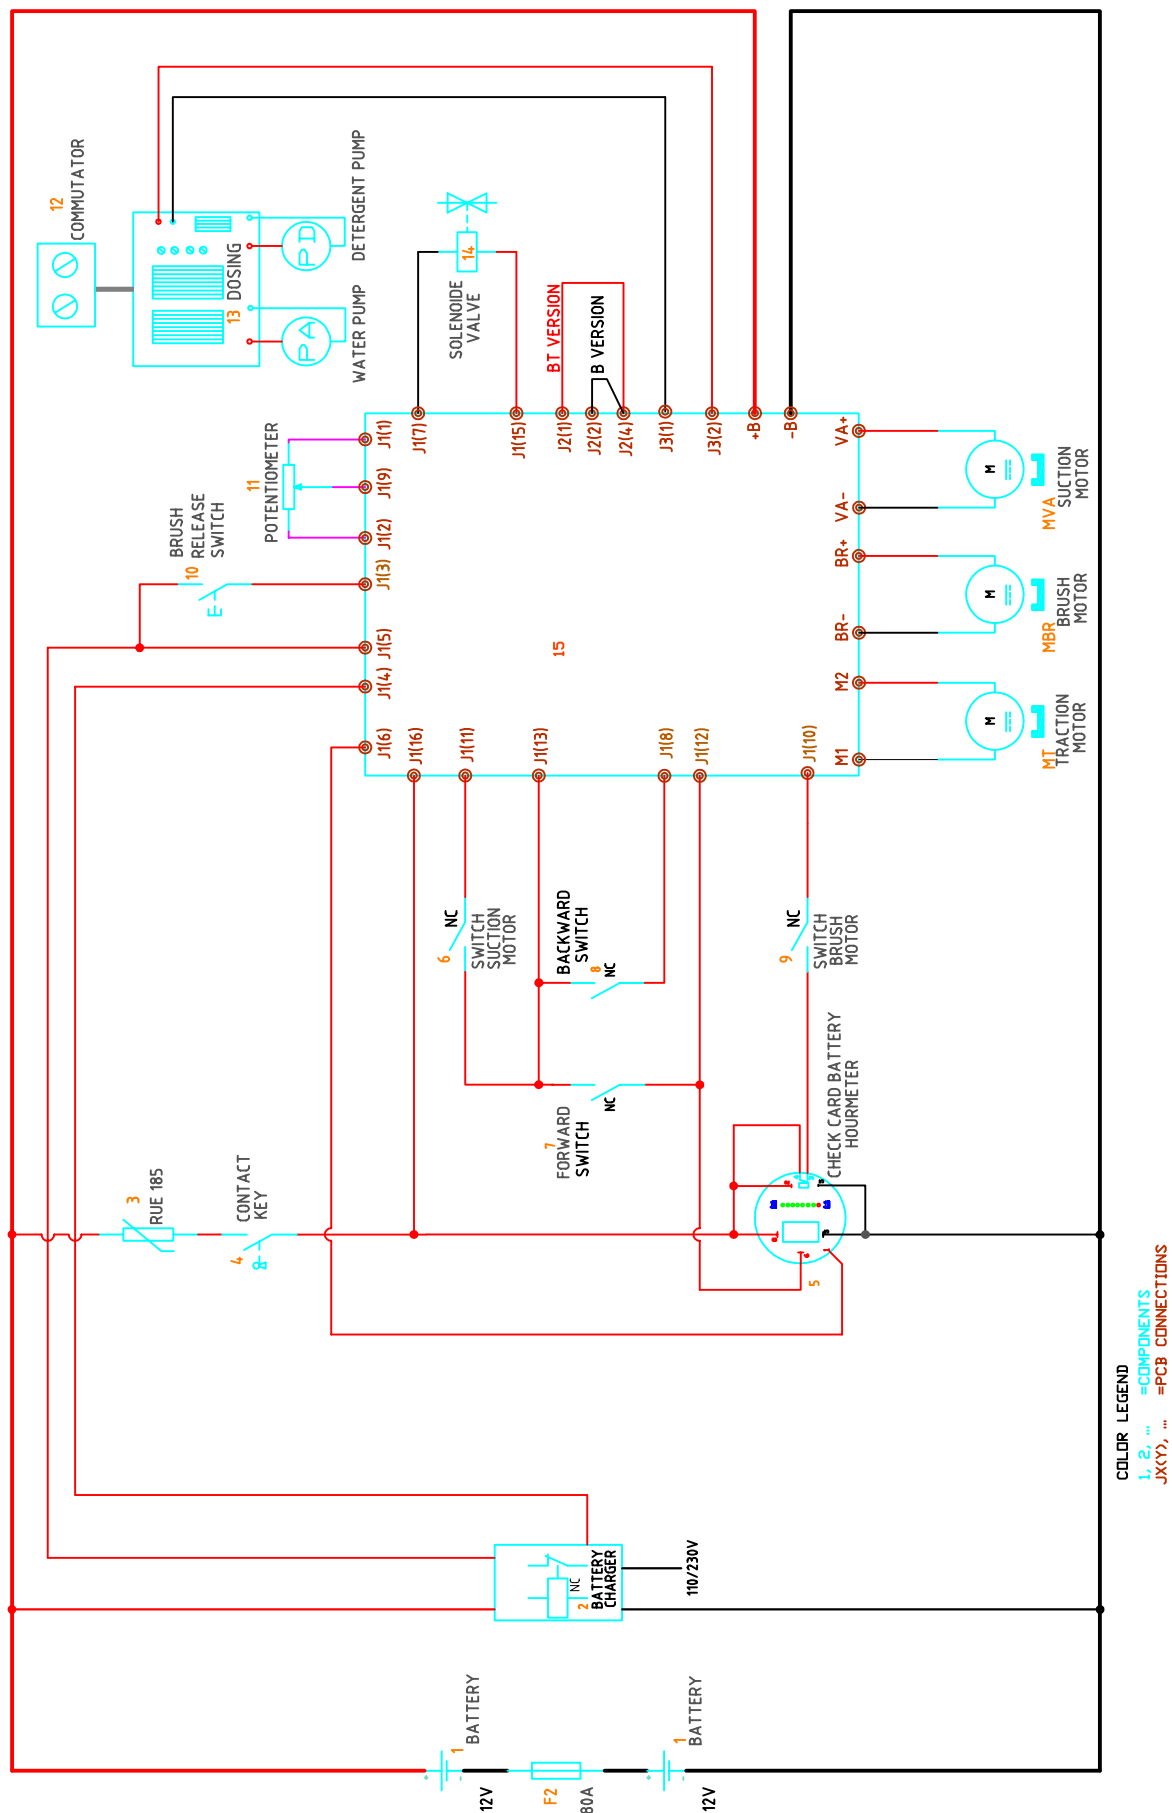 12
COMMUTATOR
13 DOSING
PD
DETERGENT PUMP
PA
WATER PUMP
14
SOLENOIDE
VALVE
BT VERSION
B VERSION
11
POTENTIOMETER
10
BRUSH
RELEASE
SWITCH
J1(1)
J1(9)
J1(2)
J1(3)
J1(5)
J1(4)
J1(6)
J1(7)
J1(15)
J2(1)
J2(2)
J2(4)
J3(1)
J3(2)
+B
-B
VA+
VA-
BR+
BR-
M2
M1
J1(16)
J1(11)
J1(13)
J1(8)
J1(12)
J1(10)
15
M
MVA
SUCTION
MOTOR
M
MBR
BRUSH
MOTOR
M
MT
TRACTION
MOTOR
6
NC
SWITCH
SUCTION
MOTOR
BACKWARD
SWITCH
8
NC
7
FORWARD
SWITCH
NC
9
NC
SWITCH
BRUSH
MOTOR
CHECK CARD BATTERY
HOURMETER
5
3
RUE 185
4
CONTACT
KEY
2
NC
BATTERY
CHARGER
110/230V
1
BATTERY
+
-
12V
F2
80A
1
BATTERY
+
-
12V
COLOR LEGEND
1, 2, ... =COMPONENTS
JX(Y), ... =PCB CONNECTIONS